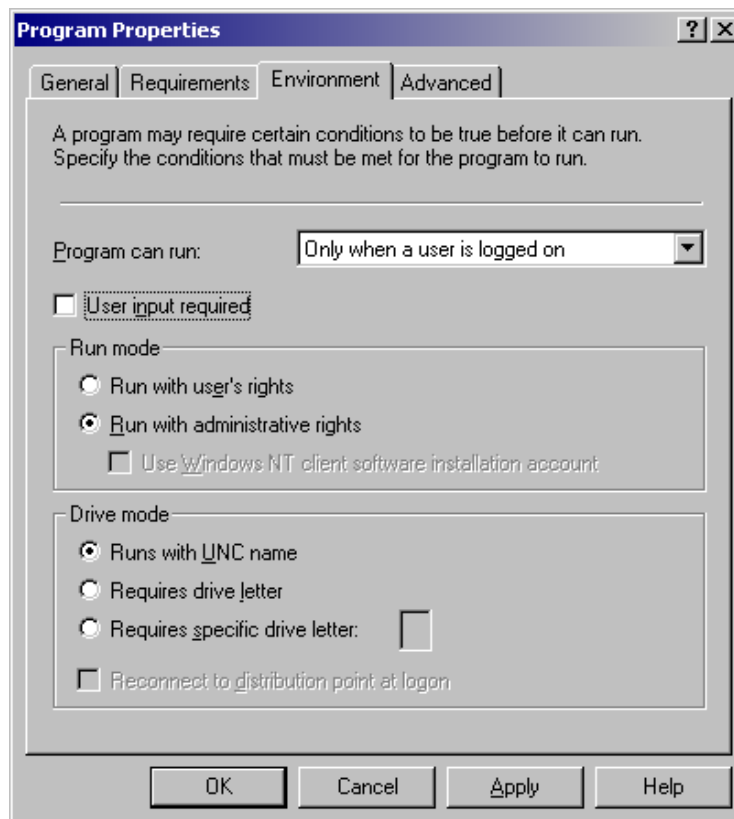 Program Properties
General Requirements Environment Advanced
A program may require certain conditions to be true before it can run.
Specify the conditions that must be met for the program to run.
Program can run: Only when a user is logged on
User input required
Run mode
Run with user's rights
Run with administrative rights
Use Windows NT client software installation account
Drive mode
Runs with UNC name
Requires drive letter
Requires specific drive letter:
Reconnect to distribution point at logon
OK Cancel Apply Help